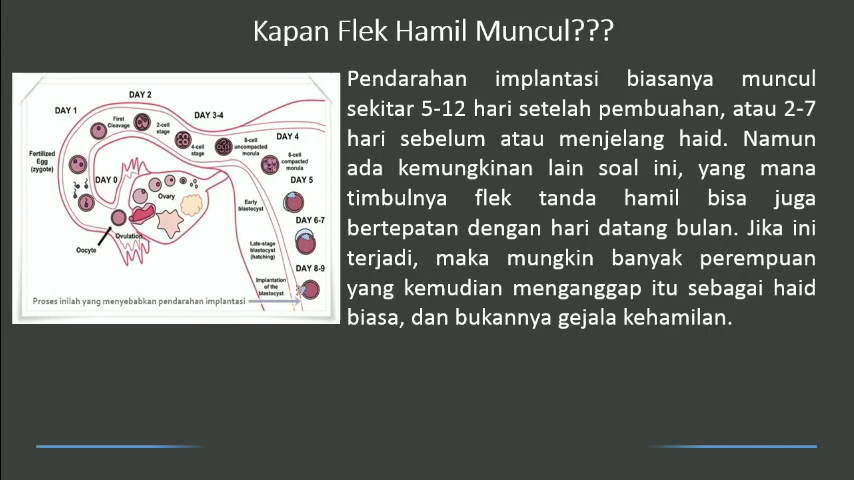 Kapan Flek Hamil Muncul???
Pendarahan implantasi biasanya muncul
sekitar 5-12 hari setelah pembuahan, atau 2-7
hari sebelum atau menjelang haid. Namun
ada kemungkinan lain soal ini, yang mana
timbulnya flek tanda hamil bisa juga
bertepatan dengan hari datang bulan. Jika ini
terjadi, maka mungkin banyak perempuan
yang kemudian menganggap itu sebagai haid
biasa, dan bukannya gejala kehamilan.
DAY 2
DAY 1
First
Cleavage
2-cell
stage
DAY 3-4
4-cell
stage
8-cell
uncompacted
morula
DAY 4
8-cell
compacted
morula
Fertilized
Egg
(zygote)
DAY 0
Ovary
DAY 5
Early
blastocyst
Ovulation
Oocyte
DAY 6-7
Late-stage
blastocyst
(hatching)
DAY 8-9
Implantation
of the
blastocyst
Proses inilah yang menyebabkan pendarahan implantasi